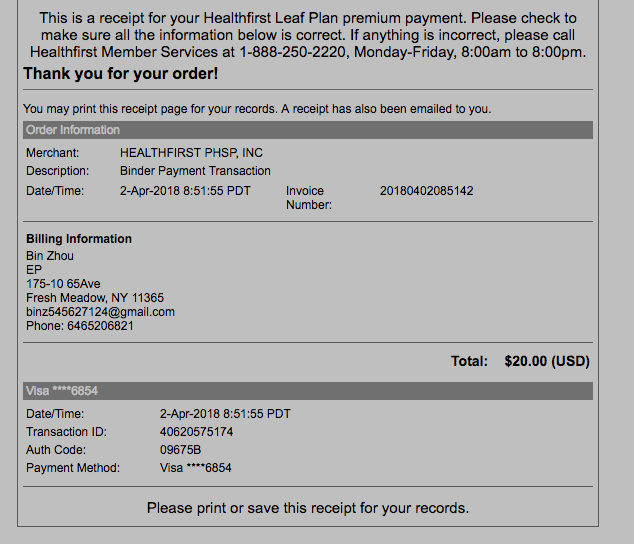 This is a receipt for your Healthfirst Leaf Plan premium payment. Please check to
make sure all the information below is correct. If anything is incorrect, please call
Healthfirst Member Services at 1-888-250-2220, Monday-Friday, 8:00am to 8:00pm.
Thank you for your order!
You may print this receipt page for your records. A receipt has also been emailed to you.
Order Information
Merchant: HEALTHFIRST PHSP, INC
Description: Binder Payment Transaction
Date/Time: 2-Apr-2018 8:51:55 PDT Invoice Number: 20180402085142
Billing Information
Bin Zhou
EP
175-10 65Ave
Fresh Meadow, NY 11365
binz545627124@gmail.com
Phone: 6465206821
Total: $20.00 (USD)
Visa ****6854
Date/Time: 2-Apr-2018 8:51:55 PDT
Transaction ID: 40620575174
Auth Code: 09675B
Payment Method: Visa ****6854
Please print or save this receipt for your records.